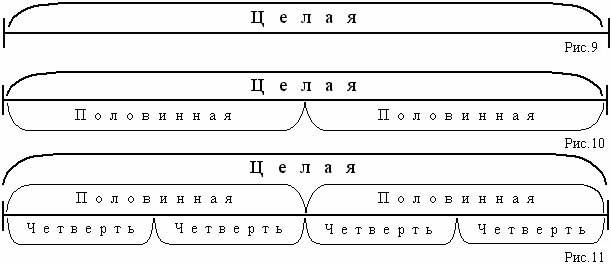 Целая
Рис.9
Целая
Половинная Половинная
Рис.10
Целая
Половинная Половинная
Четверть Четверть Четверть Четверть
Рис.11